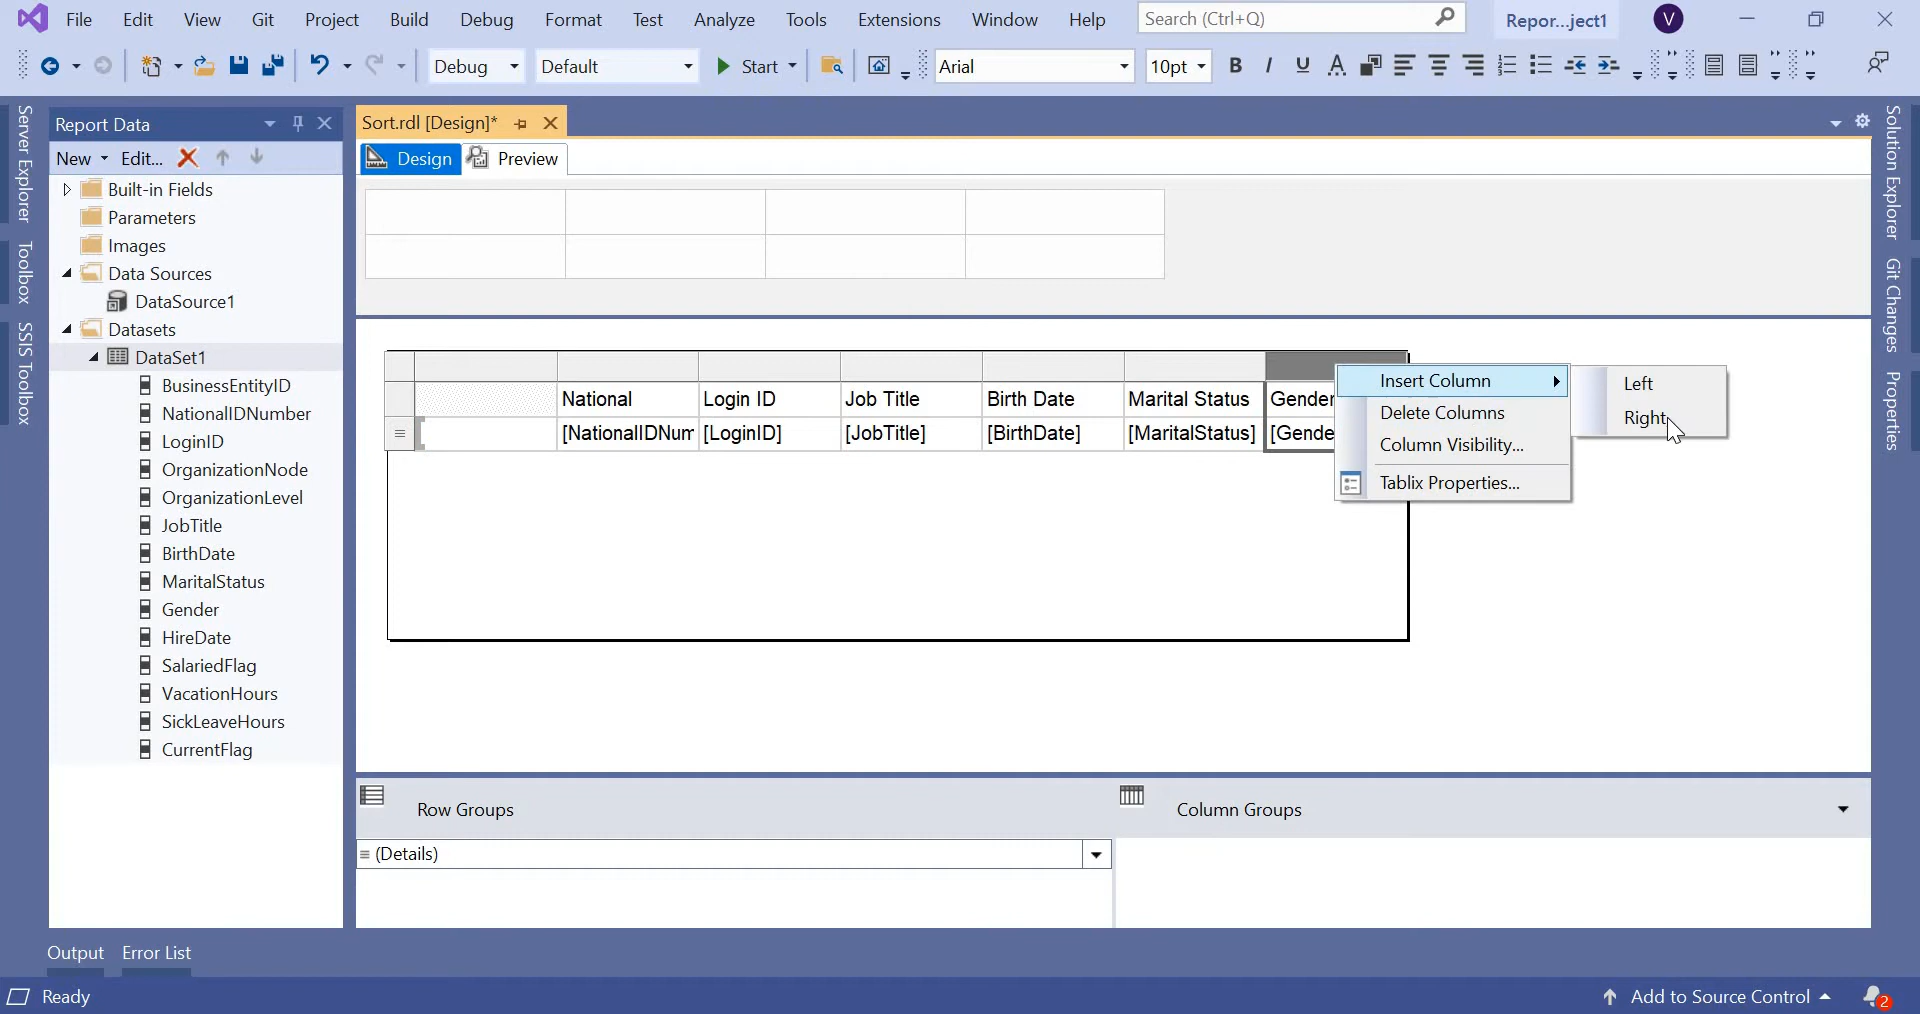 File Edit View Git Project Build Debug Format Test Analyze Tools Extensions Window Help Search (Ctrl+Q) Repor...ject1 V
Debug Default Start Arial 10pt B I U A
Server Explorer
Toolbox
SSIS Toolbox
Report Data
New Edit...
Built-in Fields
Parameters
Images
Data Sources
DataSource1
Datasets
DataSet1
BusinessEntityID
NationalIDNumber
LoginID
OrganizationNode
OrganizationLevel
JobTitle
BirthDate
MaritalStatus
Gender
HireDate
SalariedFlag
VacationHours
SickLeaveHours
CurrentFlag
Sort.rdl [Design]*
Design Preview
National Login ID Job Title Birth Date Marital Status Gender
[NationalIDNum [LoginID] [JobTitle] [BirthDate] [MaritalStatus] [Gende
Insert Column
Delete Columns
Column Visibility...
Tablix Properties...
Left
Right
Row Groups Column Groups
(Details)
Solution Explorer
Git Changes
Properties
Output Error List
Ready Add to Source Control 2